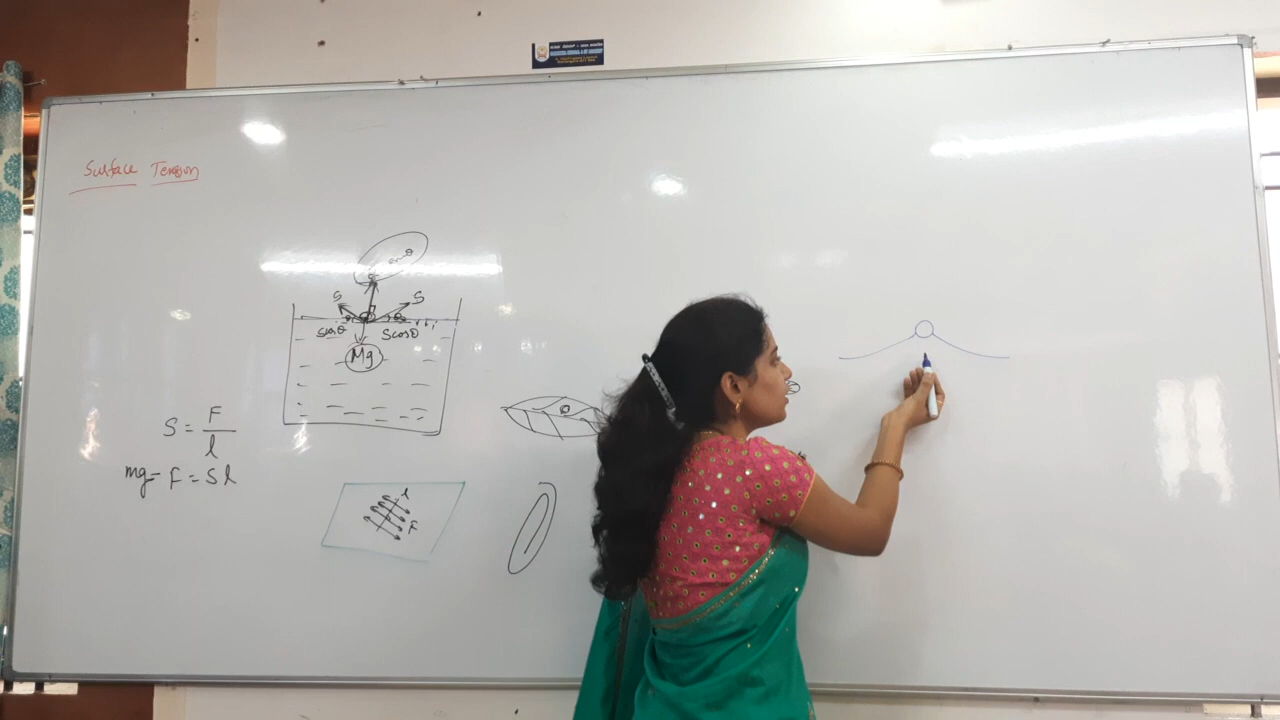 Surface Tension
sinθ
S S
Scosθ
Mg
S = F
l
mg- F = Sl
l
F